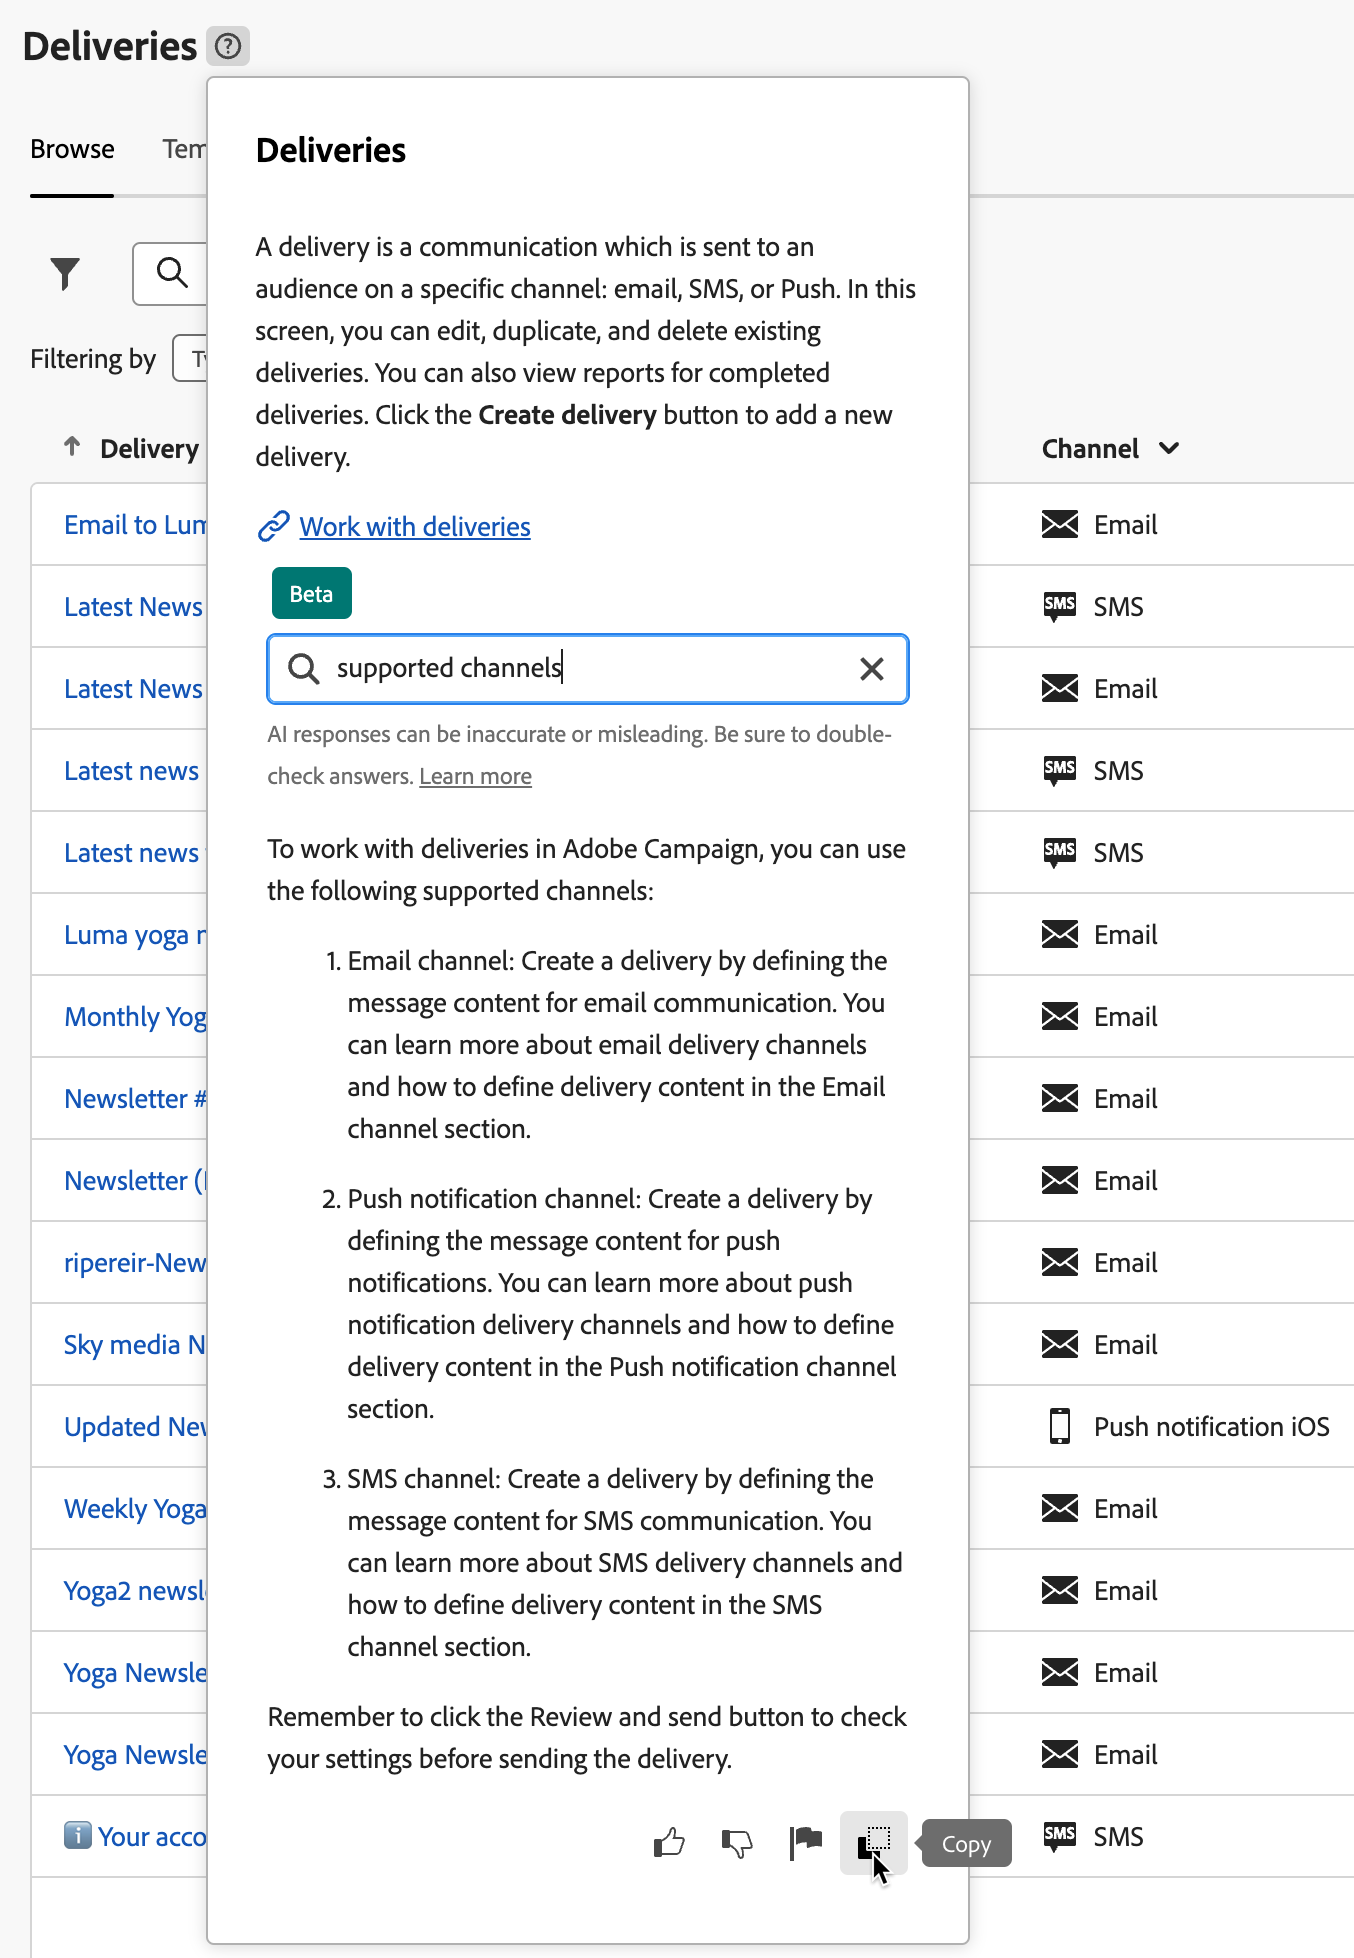 Deliveries
Deliveries
Browse
A delivery is a communication which is sent to an
audience on a specific channel: email, SMS, or Push. In this
screen, you can edit, duplicate, and delete existing
deliveries. You can also view reports for completed
deliveries. Click the Create delivery button to add a new
delivery.
Filtering by
Delivery
Channel
Work with deliveries
Beta
supported channels
AI responses can be inaccurate or misleading. Be sure to double-
check answers. Learn more
To work with deliveries in Adobe Campaign, you can use
the following supported channels:
1. Email channel: Create a delivery by defining the
message content for email communication. You
can learn more about email delivery channels
and how to define delivery content in the Email
channel section.
2. Push notification channel: Create a delivery by
defining the message content for push
notifications. You can learn more about push
notification delivery channels and how to define
delivery content in the Push notification channel
section.
3. SMS channel: Create a delivery by defining the
message content for SMS communication. You
can learn more about SMS delivery channels and
how to define delivery content in the SMS
channel section.
Remember to click the Review and send button to check
your settings before sending the delivery.
Copy
Email to
Email
Latest News
SMS SMS
Latest News
Email
Latest news
SMS SMS
Latest news
SMS SMS
Luma yoga
Email
Monthly
Email
Newsletter #
Email
Newsletter (
Email
ripereir-New
Email
Sky media N
Email
Updated
Push notification iOS
Weekly Yoga
Email
Yoga2
Email
Yoga
Email
Yoga
Email
i Your
SMS SMS